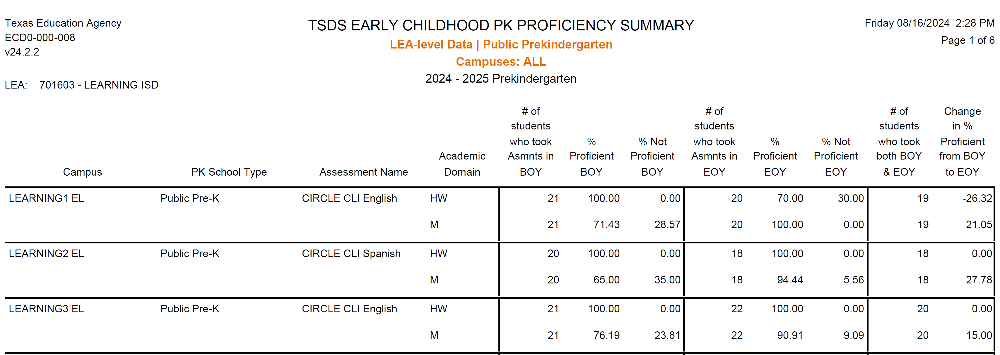 Texas Education Agency
ECD0-000-008
v24.2.2
TSDS EARLY CHILDHOOD PK PROFICIENCY SUMMARY
LEA-level Data | Public Prekindergarten
Campuses: ALL
2024 - 2025 Prekindergarten
Friday 08/16/2024 2:28 PM
Page 1 of 6
LEA: 701603 - LEARNING ISD
Campus
PK School Type
Assessment Name
Academic
Domain
# of
students
who took
Asmnts in
BOY
%
Proficient
BOY
% Not
Proficient
BOY
# of
students
who took
Asmnts in
EOY
%
Proficient
EOY
% Not
Proficient
EOY
# of
students
who took
both BOY
& EOY
Change
in %
Proficient
from BOY
to EOY
LEARNING1 EL Public Pre-K CIRCLE CLI English HW 21 100.00 0.00 20 70.00 30.00 19 -26.32
M 21 71.43 28.57 20 100.00 0.00 19 21.05
LEARNING2 EL Public Pre-K CIRCLE CLI Spanish HW 20 100.00 0.00 18 100.00 0.00 18 0.00
M 20 65.00 35.00 18 94.44 5.56 18 27.78
LEARNING3 EL Public Pre-K CIRCLE CLI English HW 21 100.00 0.00 22 100.00 0.00 20 0.00
M 21 76.19 23.81 22 90.91 9.09 20 15.00